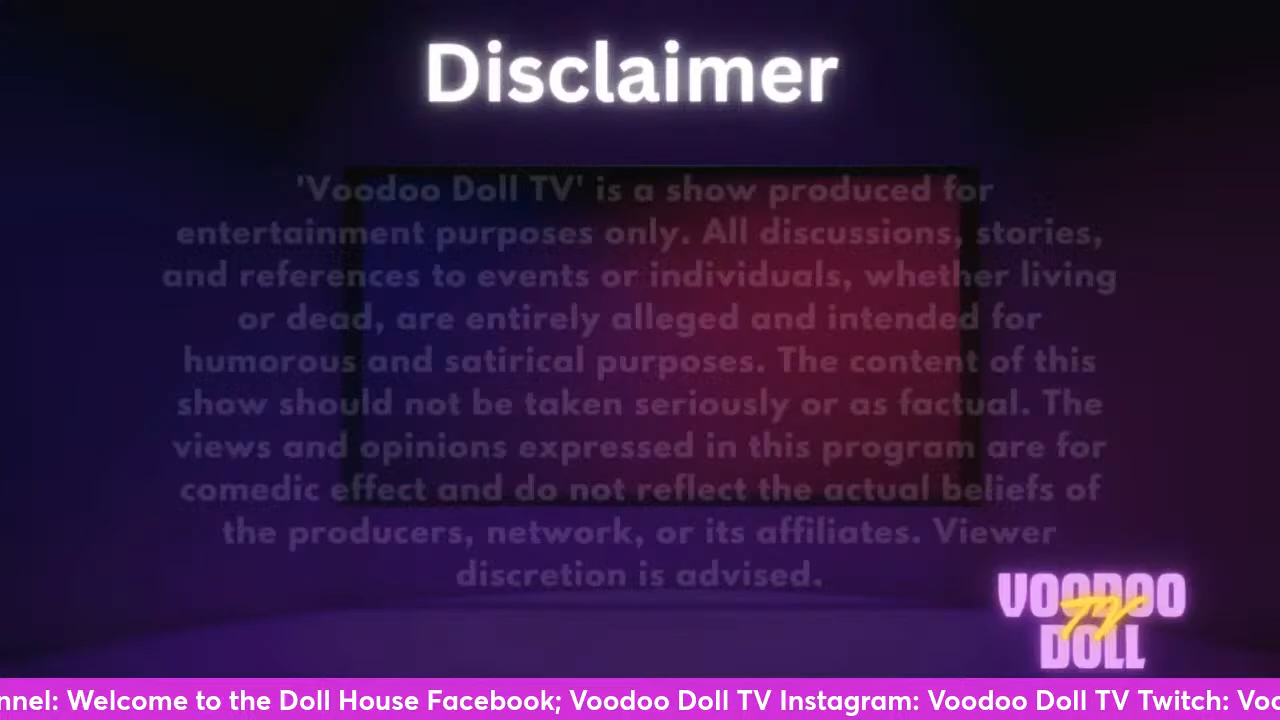 Disclaimer
'Voodoo Doll TV' is a show produced for
entertainment purposes only. All discussions, stories,
and references to events or individuals, whether living
or dead, are entirely alleged and intended for
humorous and satirical purposes. The content of this
show should not be taken seriously or as factual. The
views and opinions expressed in this program are for
comedic effect and do not reflect the actual beliefs of
the producers, network, or its affiliates. Viewer
discretion is advised.
VOODOO
TV
DOLL
Welcome to the Doll House Facebook; Voodoo Doll TV Instagram: Voodoo Doll TV Twitch: